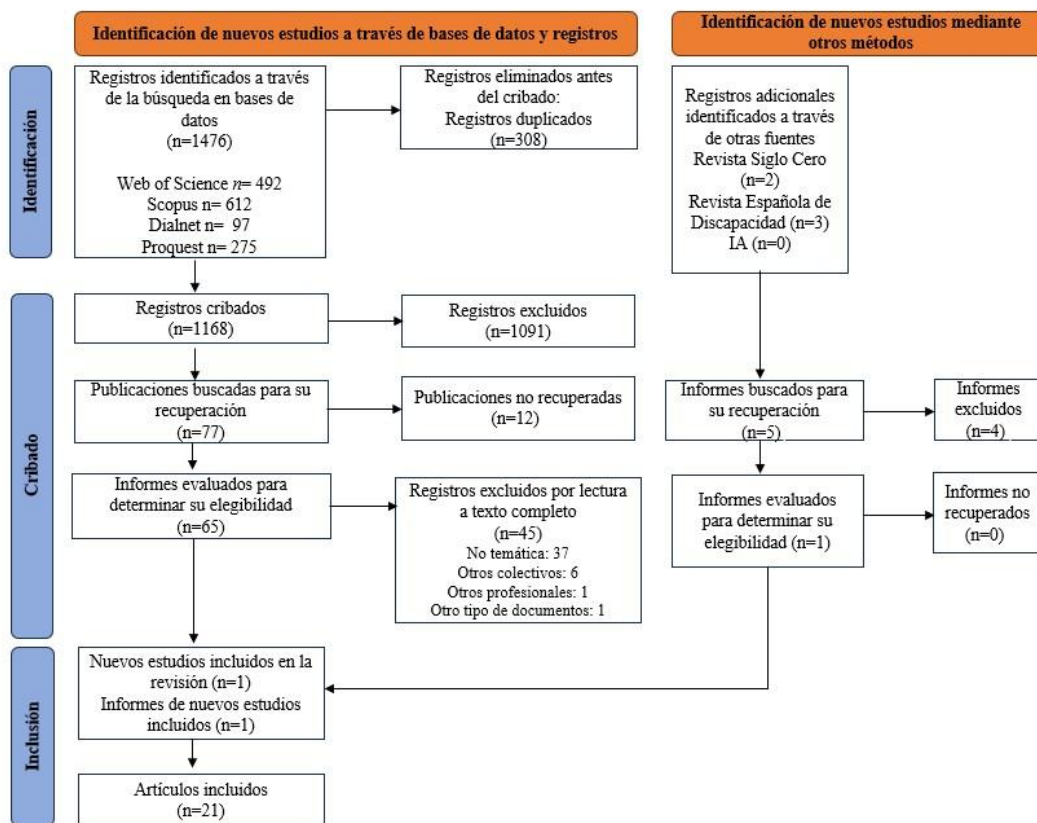 Identificación de nuevos estudios a través de bases de datos y registros
Identificación de nuevos estudios mediante
otros métodos
Identificación
Registros identificados a través
de la búsqueda en bases de
datos
(n=1476)
Web of Science n= 492
Scopus n= 612
Dialnet n= 97
Proquest n= 275
Registros eliminados antes
del cribado:
Registros duplicados
(n=308)
Registros adicionales
identificados a través
de otras fuentes
Revista Siglo Cero
(n=2)
Revista Española de
Discapacidad (n=3)
IA (n=0)
Cribado
Registros cribados
(n=1168)
Registros excluidos
(n=1091)
Publicaciones buscadas para su
recuperación
(n=77)
Publicaciones no recuperadas
(n=12)
Informes buscados para
su recuperación
(n=5)
Informes
excluidos
(n=4)
Informes evaluados para
determinar su elegibilidad
(n=65)
Registros excluidos por lectura
a texto completo
(n=45)
No temática: 37
Otros colectivos: 6
Otros profesionales: 1
Otro tipo de documentos: 1
Informes evaluados
para determinar su
elegibilidad (n=1)
Informes no
recuperados
(n=0)
Inclusión
Nuevos estudios incluidos en la
revisión (n=1)
Informes de nuevos estudios
incluidos (n=1)
Artículos incluidos
(n=21)